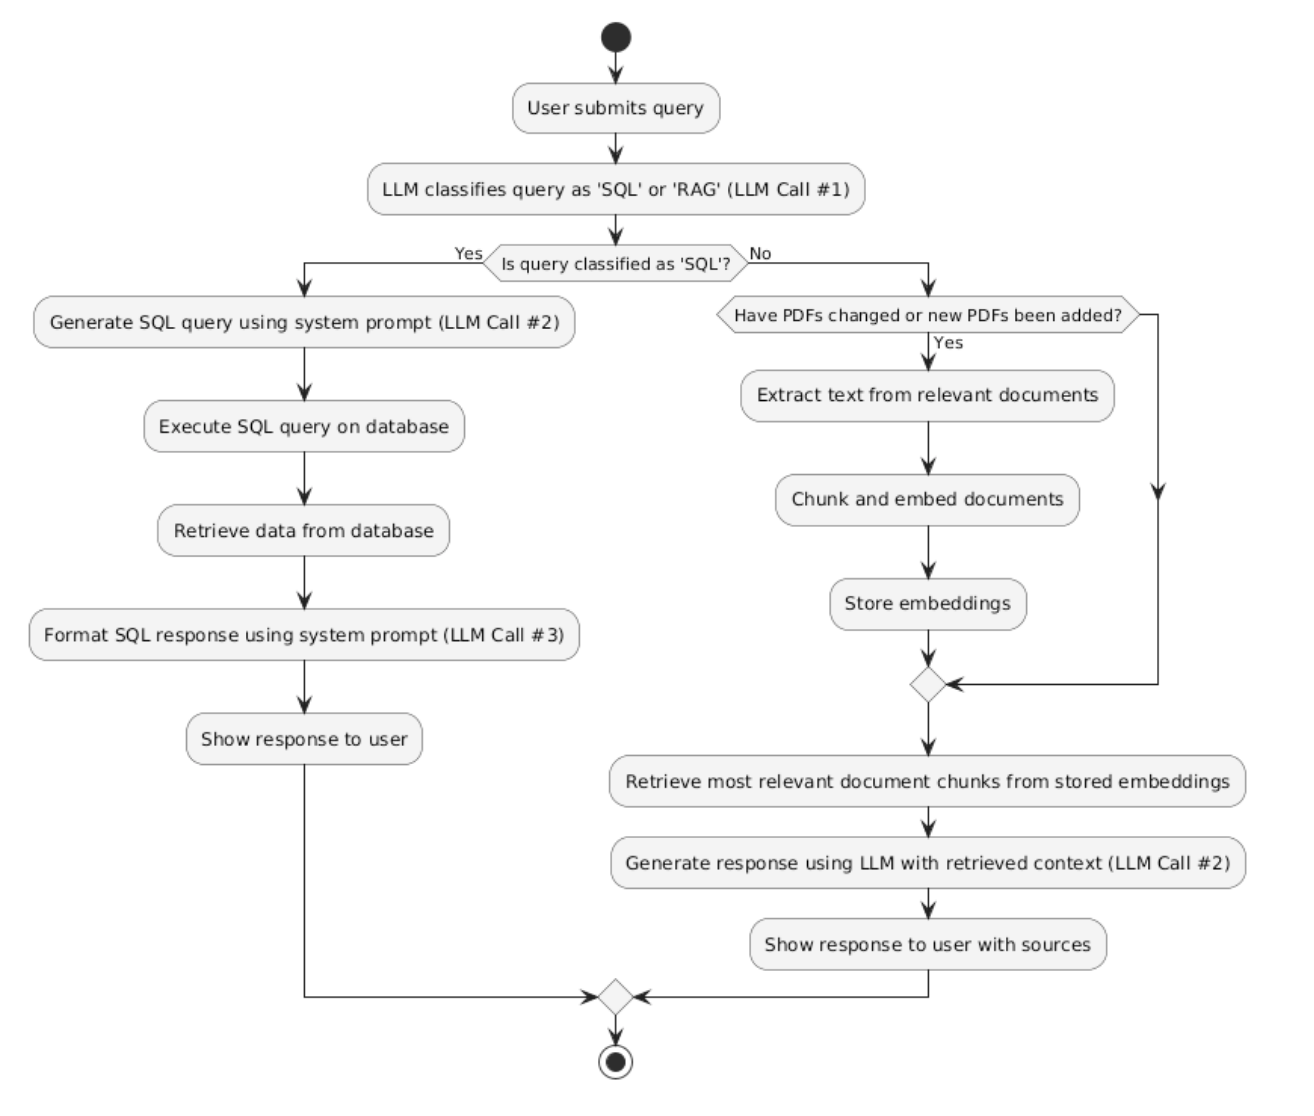 User submits query
LLM classifies query as 'SQL' or 'RAG' (LLM Call #1)
Is query classified as 'SQL'?
Yes
No
Generate SQL query using system prompt (LLM Call #2)
Execute SQL query on database
Retrieve data from database
Format SQL response using system prompt (LLM Call #3)
Show response to user
Have PDFs changed or new PDFs been added?
Yes
Extract text from relevant documents
Chunk and embed documents
Store embeddings
Retrieve most relevant document chunks from stored embeddings
Generate response using LLM with retrieved context (LLM Call #2)
Show response to user with sources